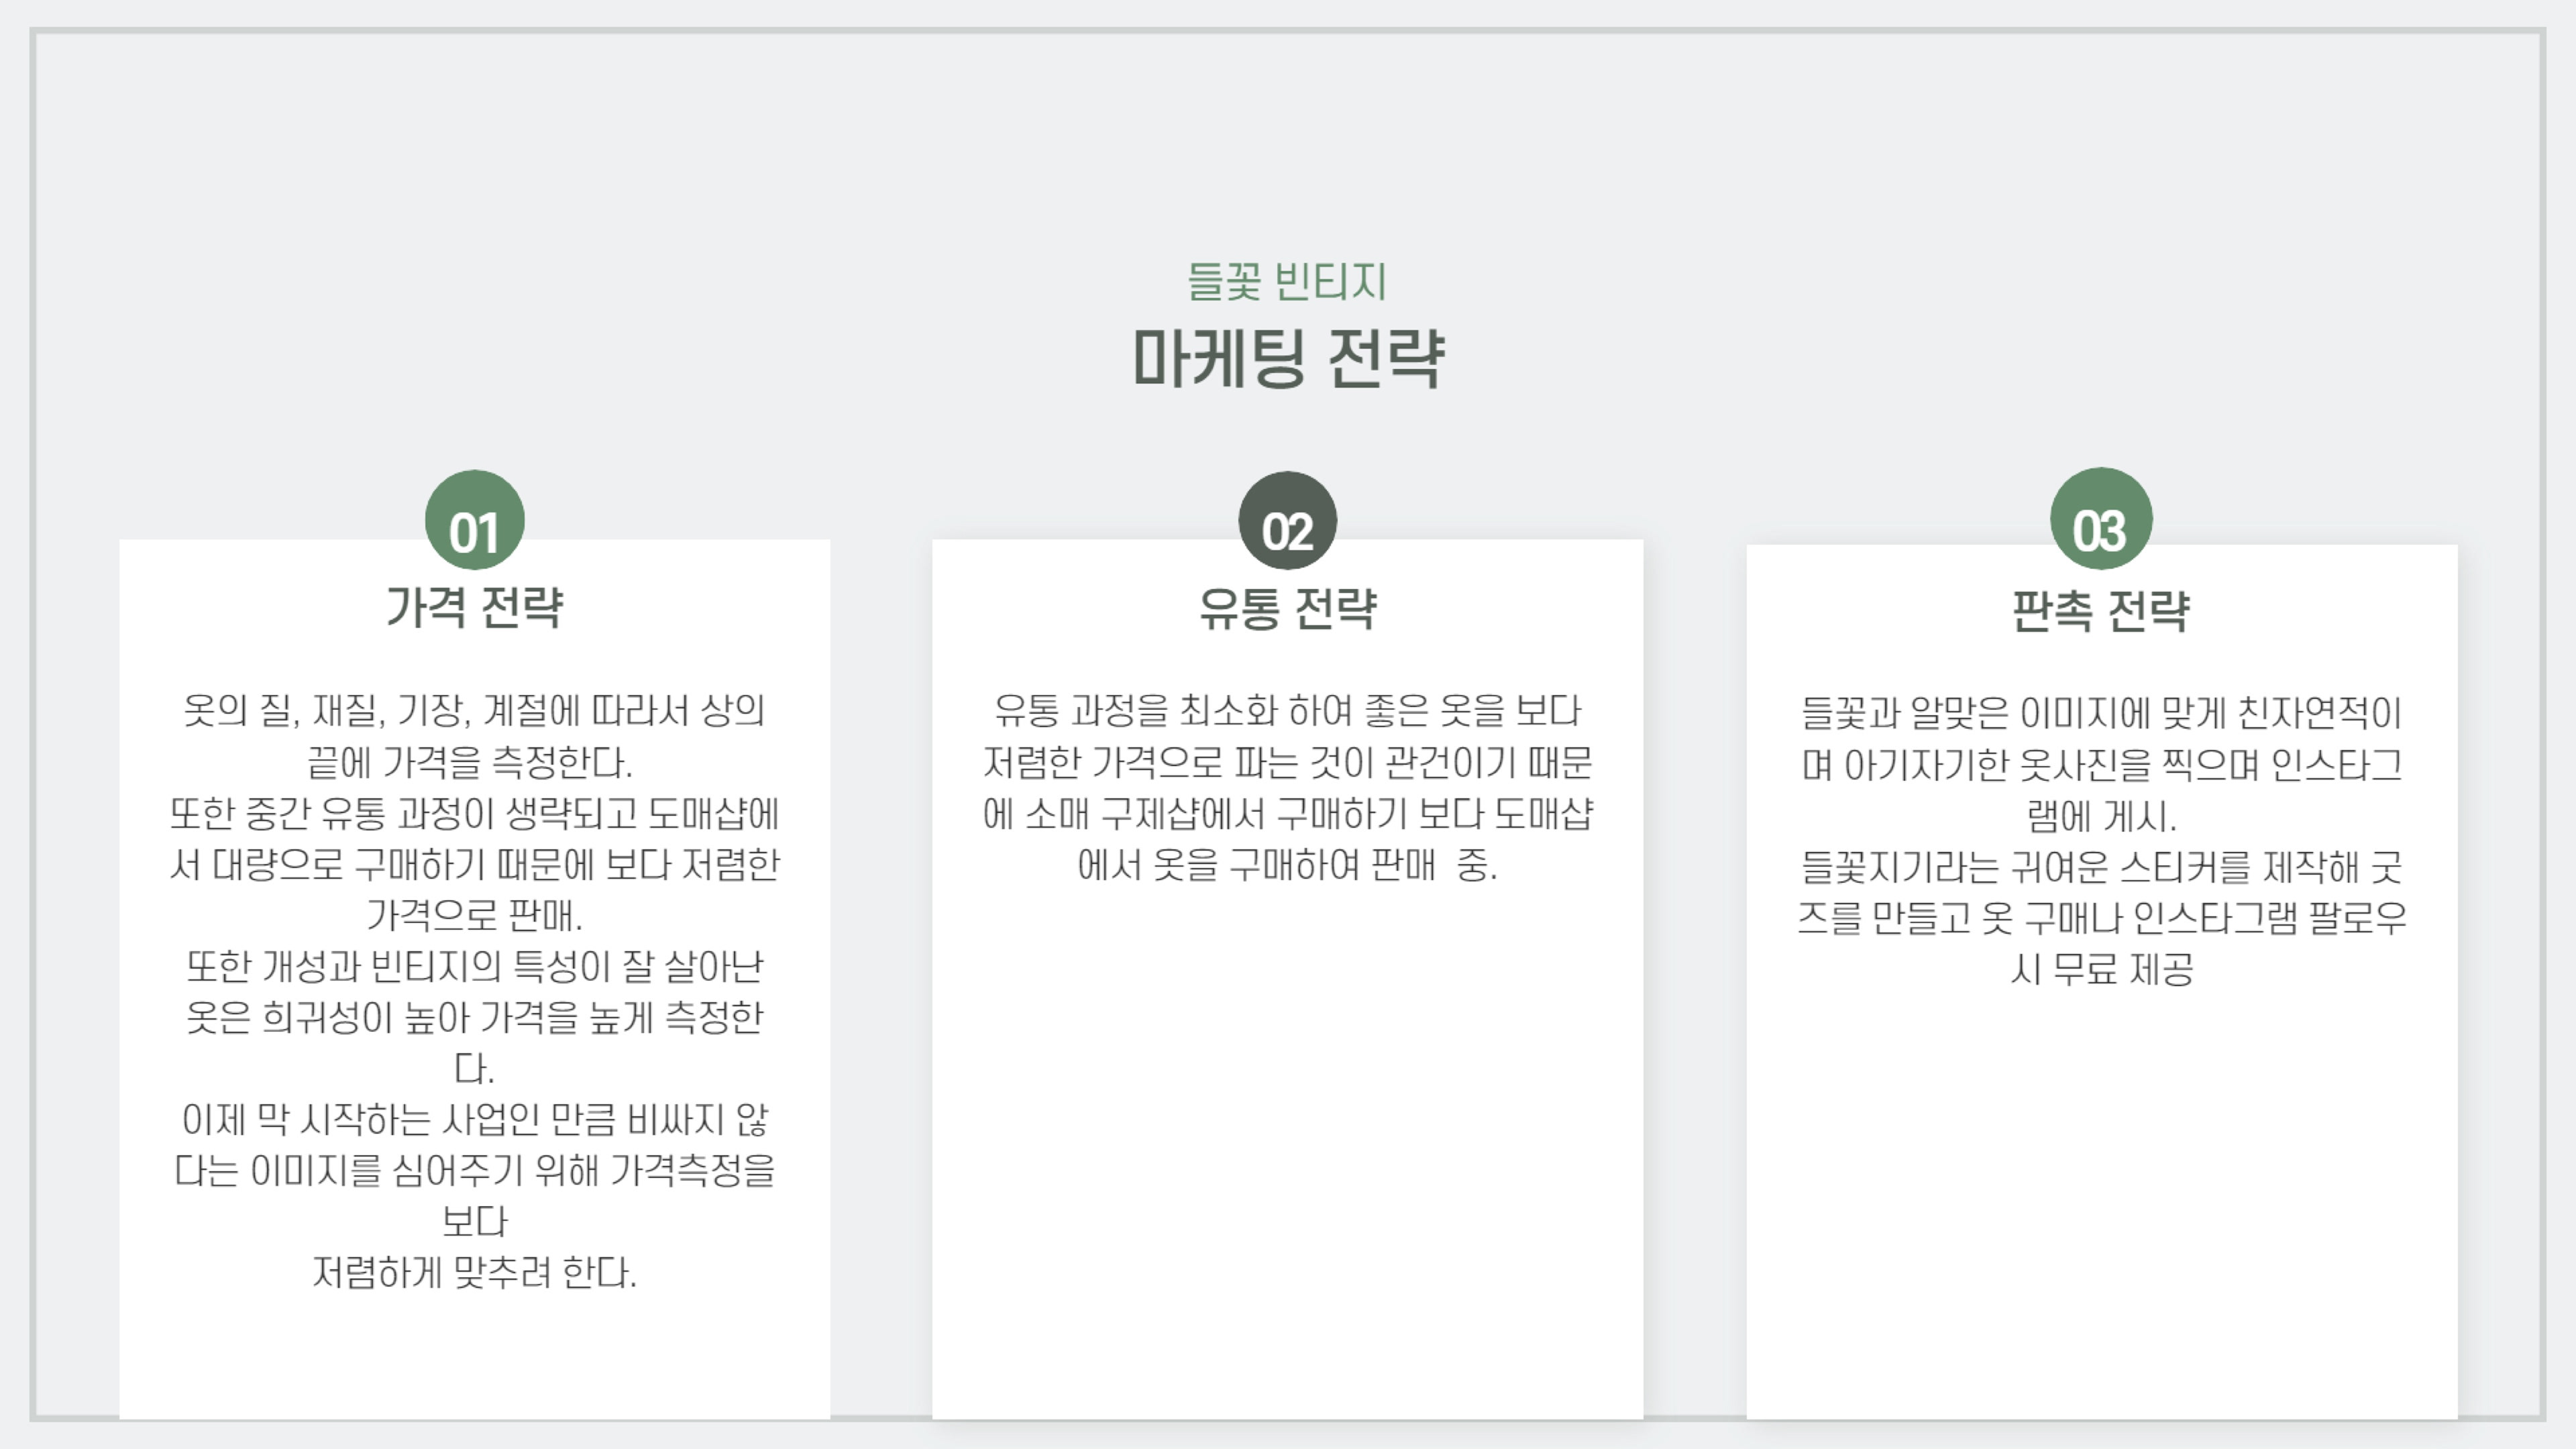 들꽃 빈티지
마케팅 전략
01
가격 전략
옷의 질, 재질, 기장, 계절에 따라서 상의
끝에 가격을 측정한다.
또한 중간 유통 과정이 생략되고 도매샵에
서 대량으로 구매하기 때문에 보다 저렴한
가격으로 판매.
또한 개성과 빈티지의 특성이 잘 살아난
옷은 희귀성이 높아 가격을 높게 측정한
다.
이제 막 시작하는 사업인 만큼 비싸지 않
다는 이미지를 심어주기 위해 가격측정을
보다
저렴하게 맞추려 한다.
02
유통 전략
유통 과정을 최소화 하여 좋은 옷을 보다
저렴한 가격으로 파는 것이 관건이기 때문
에 소매 구제샵에서 구매하기 보다 도매샵
에서 옷을 구매하여 판매  중.
03
판촉 전략
들꽃과 알맞은 이미지에 맞게 친자연적이
며 아기자기한 옷사진을 찍으며 인스타그
램에 게시.
들꽃지기라는 귀여운 스티커를 제작해 굿
즈를 만들고 옷 구매나 인스타그램 팔로우
시 무료 제공